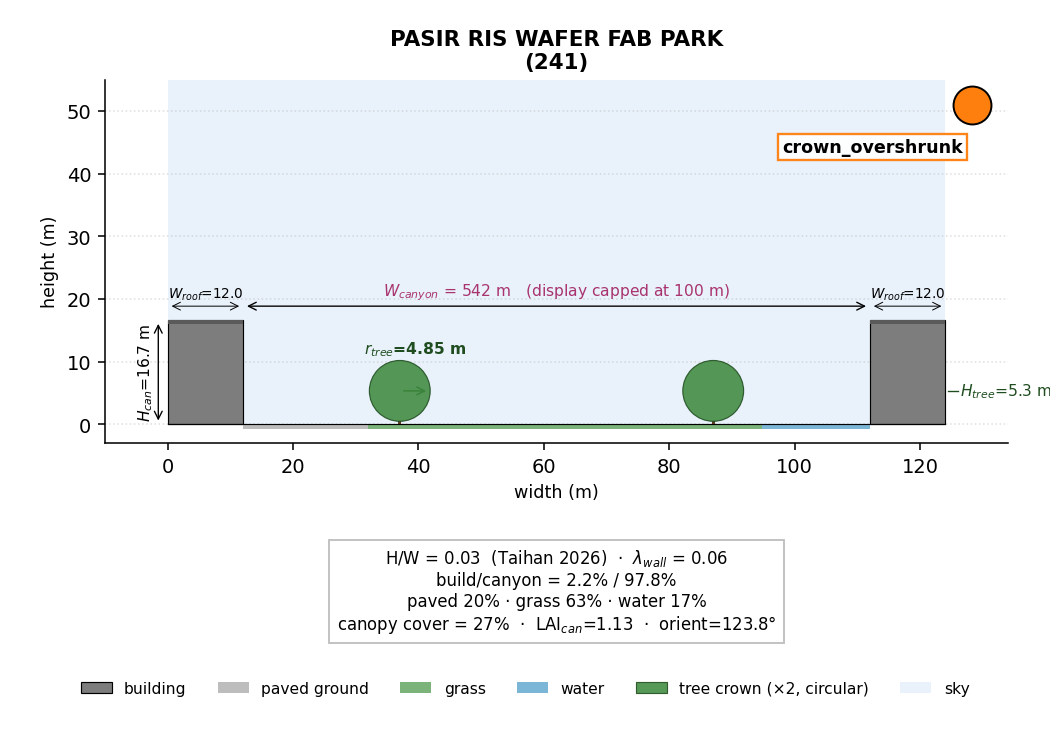 PASIR RIS WAFER FAB PARK
(241)
50
40
30
20
10
0
height (m)
crown_overshrunk
W_roof=12.0
W_canyon = 542 m (display capped at 100 m)
W_roof=12.0
H_can=16.7 m
r_tree=4.85 m
H_tree=5.3 m
0 20 40 60 80 100 120
width (m)
H/W = 0.03 (Taihan 2026) · λ_wall = 0.06
build/canyon = 2.2% / 97.8%
paved 20% · grass 63% · water 17%
canopy cover = 27% · LAI_can=1.13 · orient=123.8°
building paved ground grass water tree crown (×2, circular) sky